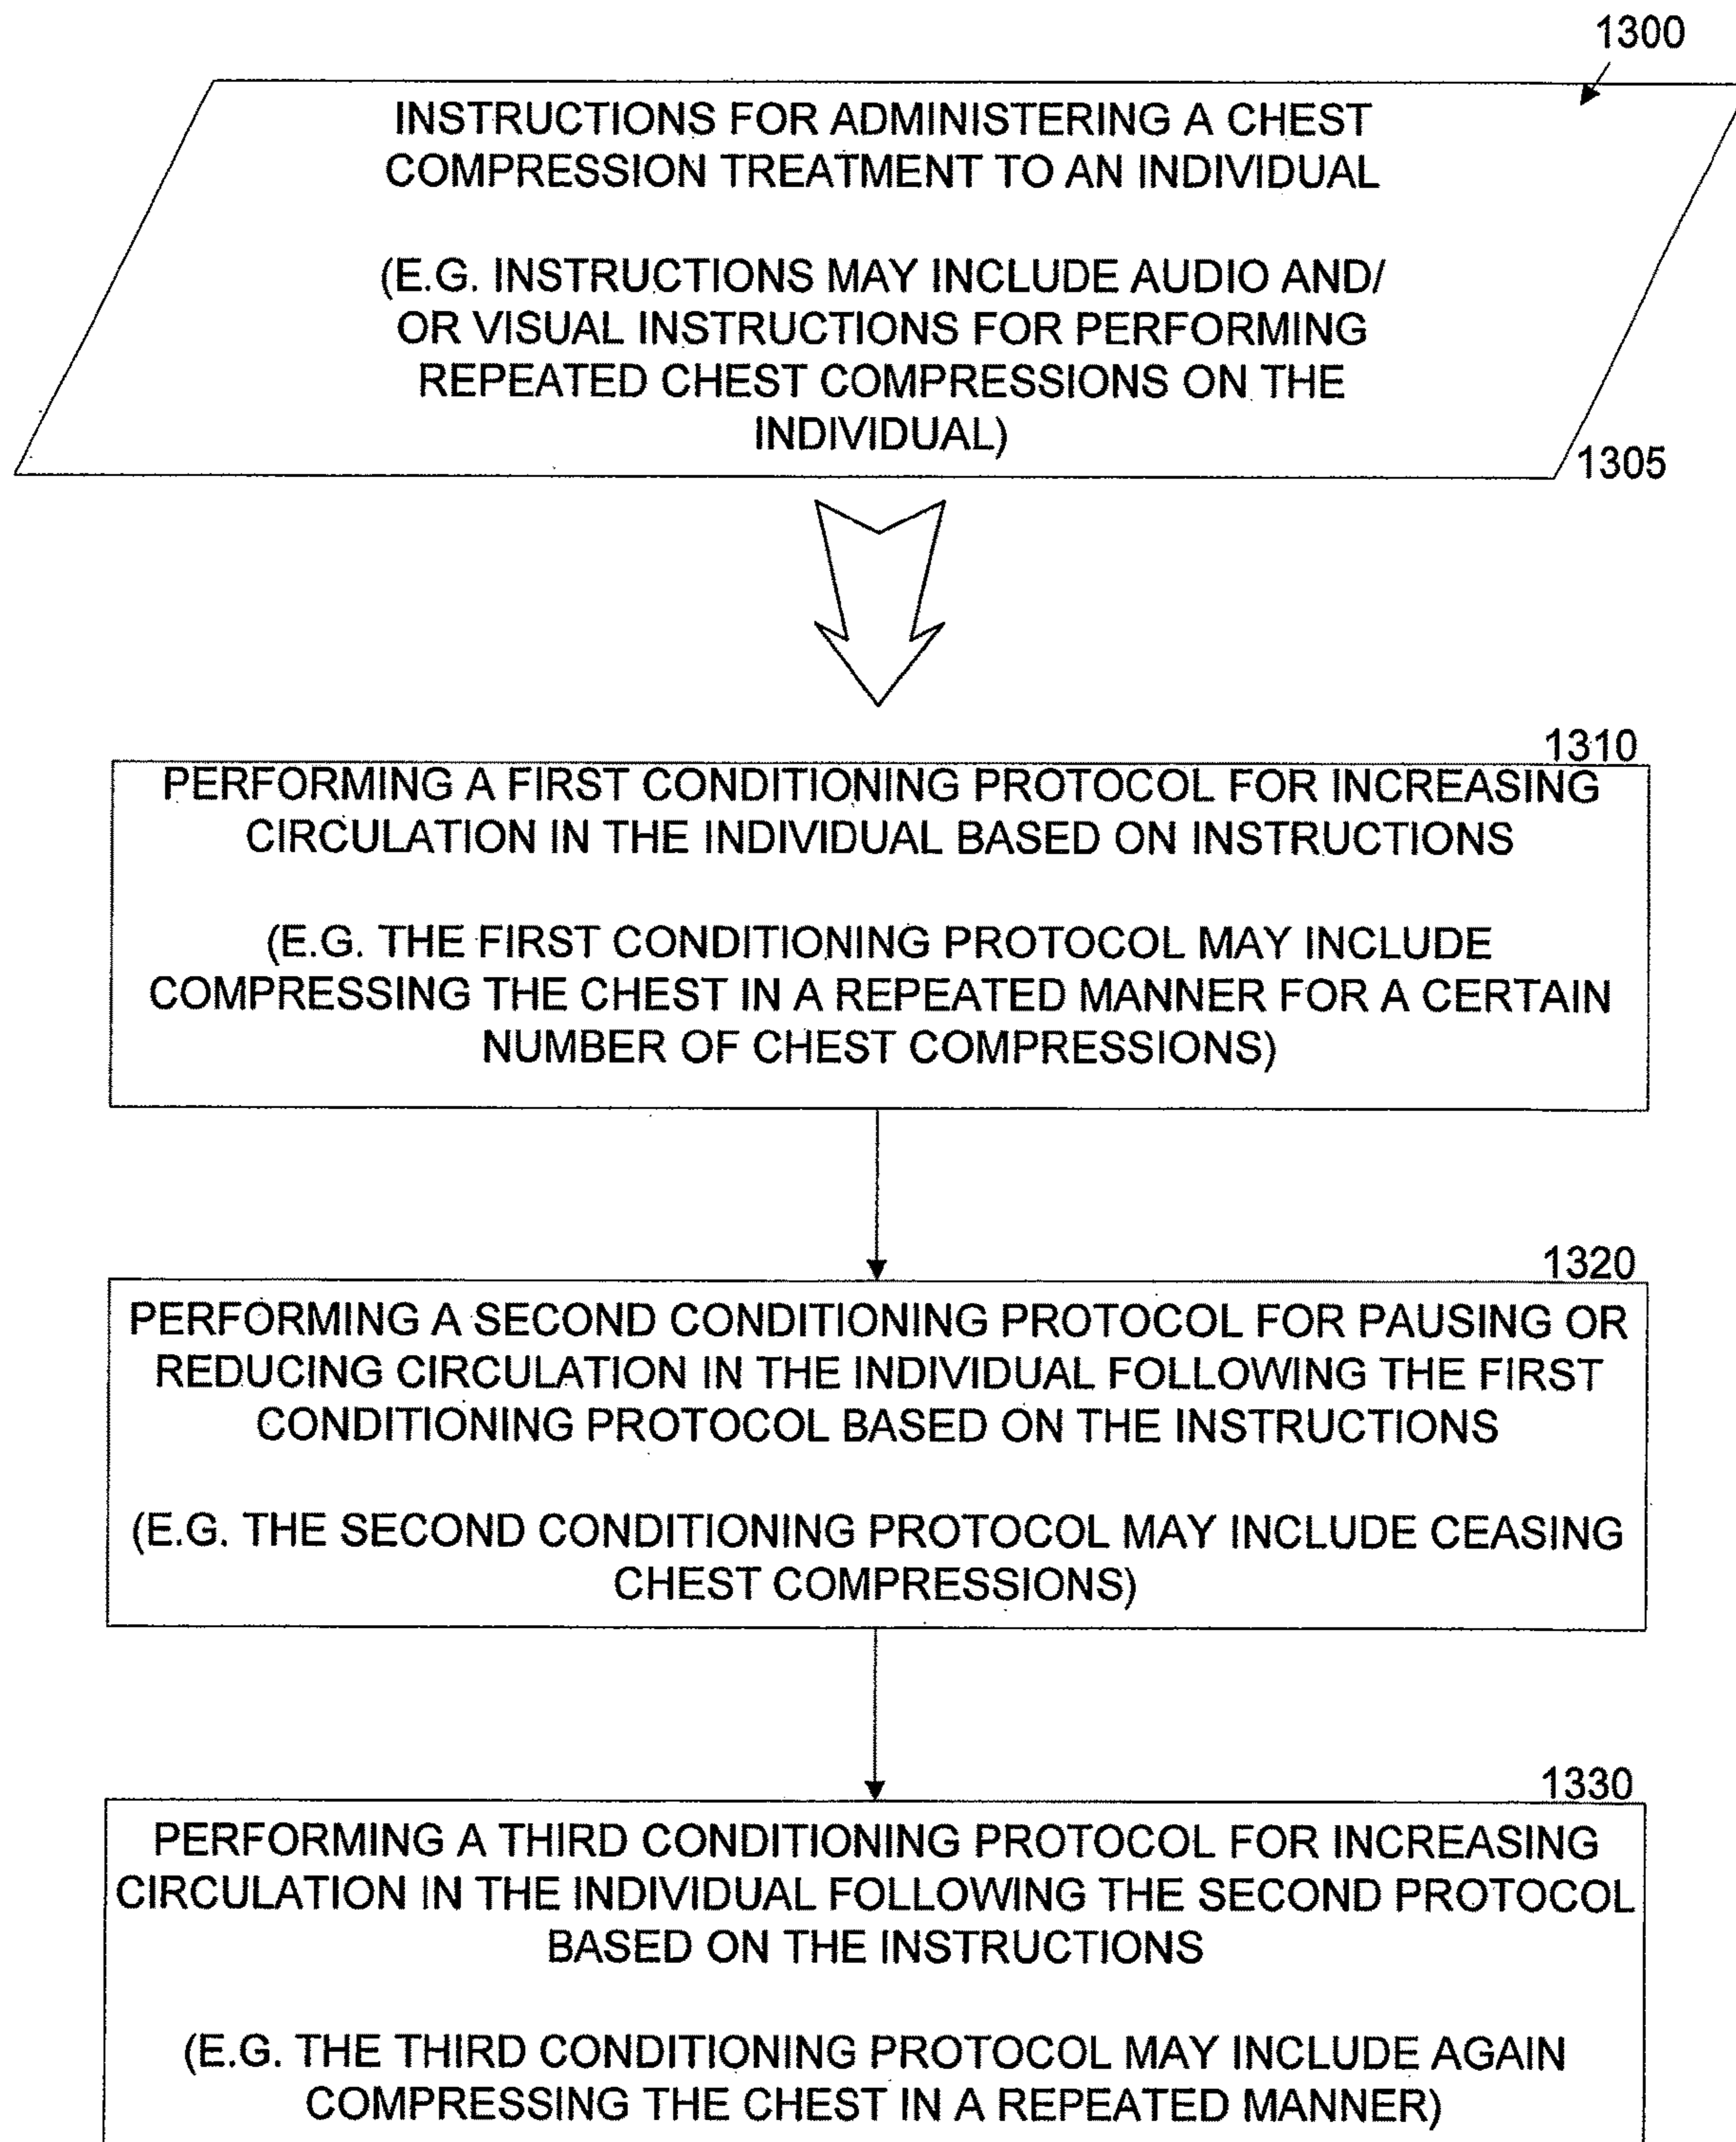 1300
INSTRUCTIONS FOR ADMINISTERING A CHEST
COMPRESSION TREATMENT TO AN INDIVIDUAL
(E.G. INSTRUCTIONS MAY INCLUDE AUDIO AND/
OR VISUAL INSTRUCTIONS FOR PERFORMING
REPEATED CHEST COMPRESSIONS ON THE
INDIVIDUAL)
1305
1310
PERFORMING A FIRST CONDITIONING PROTOCOL FOR INCREASING
CIRCULATION IN THE INDIVIDUAL BASED ON INSTRUCTIONS
(E.G. THE FIRST CONDITIONING PROTOCOL MAY INCLUDE
COMPRESSING THE CHEST IN A REPEATED MANNER FOR A CERTAIN
NUMBER OF CHEST COMPRESSIONS)
1320
PERFORMING A SECOND CONDITIONING PROTOCOL FOR PAUSING OR
REDUCING CIRCULATION IN THE INDIVIDUAL FOLLOWING THE FIRST
CONDITIONING PROTOCOL BASED ON THE INSTRUCTIONS
(E.G. THE SECOND CONDITIONING PROTOCOL MAY INCLUDE CEASING
CHEST COMPRESSIONS)
1330
PERFORMING A THIRD CONDITIONING PROTOCOL FOR INCREASING
CIRCULATION IN THE INDIVIDUAL FOLLOWING THE SECOND PROTOCOL
BASED ON THE INSTRUCTIONS
(E.G. THE THIRD CONDITIONING PROTOCOL MAY INCLUDE AGAIN
COMPRESSING THE CHEST IN A REPEATED MANNER)